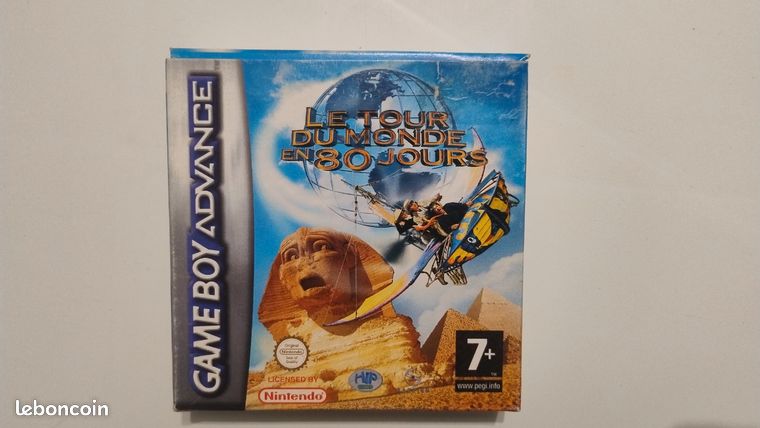 GAME BOY ADVANCE
LE TOUR
DU MONDE
EN 80 JOURS
Original
Nintendo
Seal of
Quality
LICENSED BY
Nintendo
HIP
7+
www.pegi.info
leboncoin